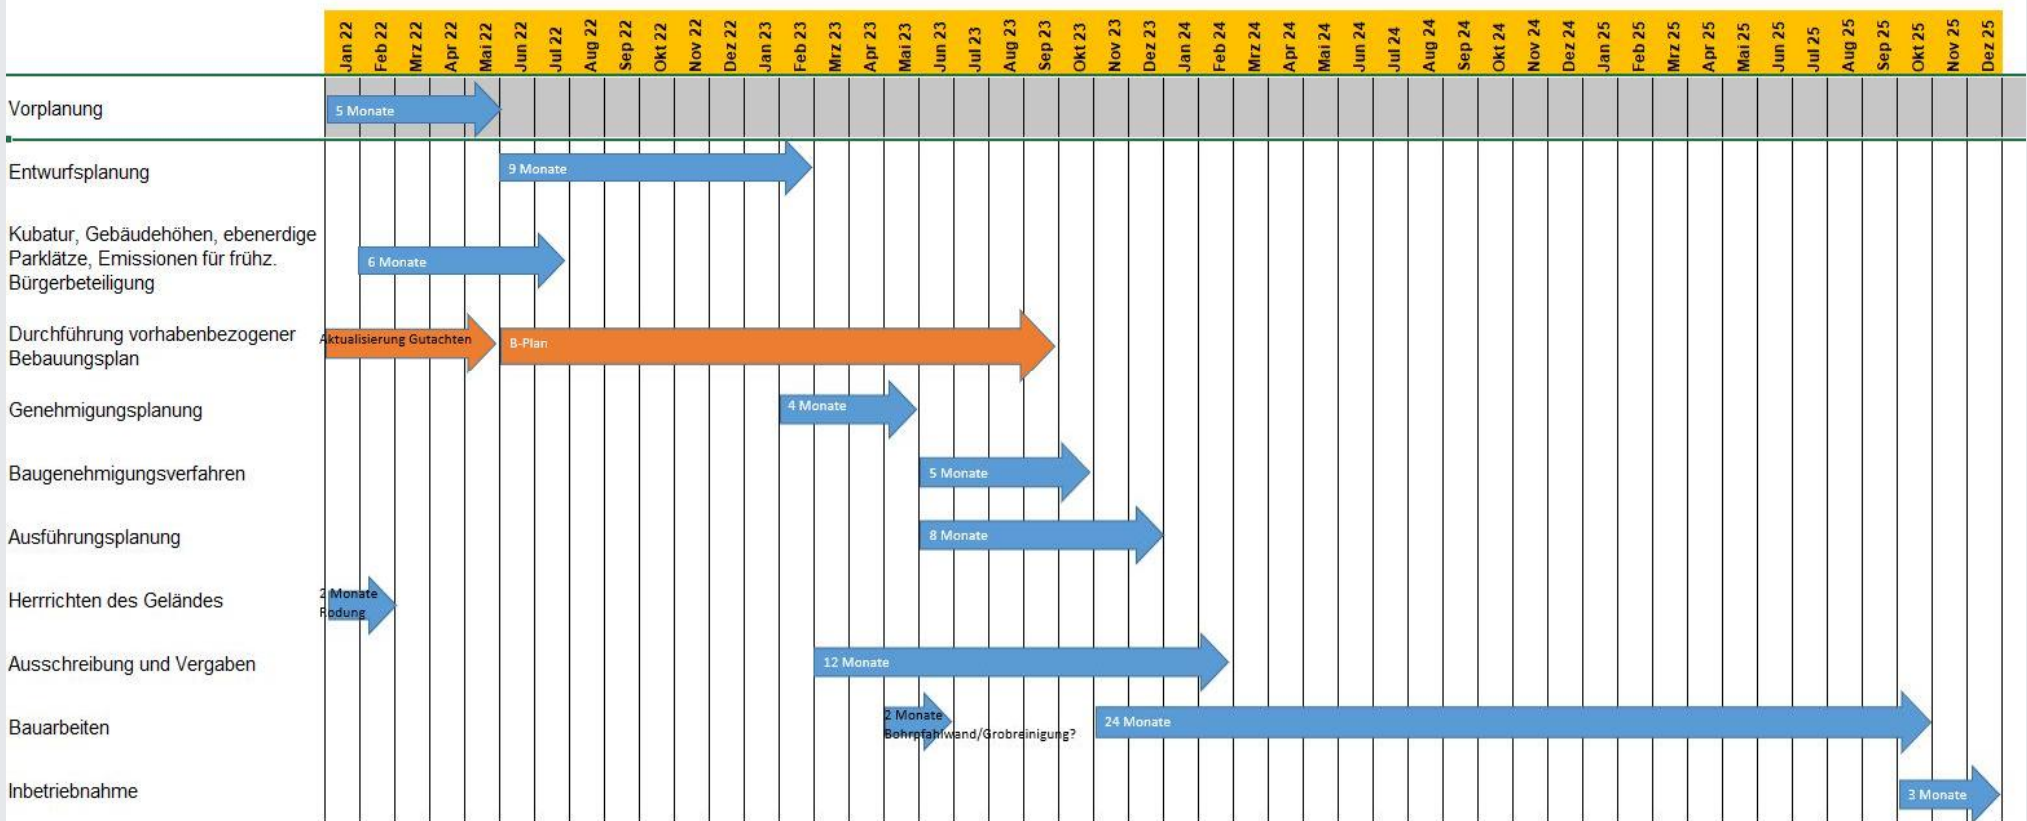 Jan 22 Feb 22 Mrz 22 Apr 22 Mai 22 Jun 22 Jul 22 Aug 22 Sep 22 Okt 22 Nov 22 Dez 22 Jan 23 Feb 23 Mrz 23 Apr 23 Mai 23 Jun 23 Jul 23 Aug 23 Sep 23 Okt 23 Nov 23 Dez 23 Jan 24 Feb 24 Mrz 24 Apr 24 Mai 24 Jun 24 Jul 24 Aug 24 Sep 24 Okt 24 Nov 24 Dez 24 Jan 25 Feb 25 Mrz 25 Apr 25 Mai 25 Jun 25 Jul 25 Aug 25 Sep 25 Okt 25 Nov 25 Dez 25
Vorplanung
5 Monate
Entwurfsplanung
9 Monate
Kubatur, Gebäudehöhen, ebenerdige
Parklätze, Emissionen für frühz.
Bürgerbeteiligung
6 Monate
Durchführung vorhabenbezogener
Bebauungsplan
Aktualisierung Gutachten
B-Plan
Genehmigungsplanung
4 Monate
Baugenehmigungsverfahren
5 Monate
Ausführungsplanung
8 Monate
Herrrichten des Geländes
2 Monate
Rodung
Ausschreibung und Vergaben
12 Monate
Bauarbeiten
2 Monate
Bohrpfahlwand/Grobreinigung?
24 Monate
Inbetriebnahme
3 Monate